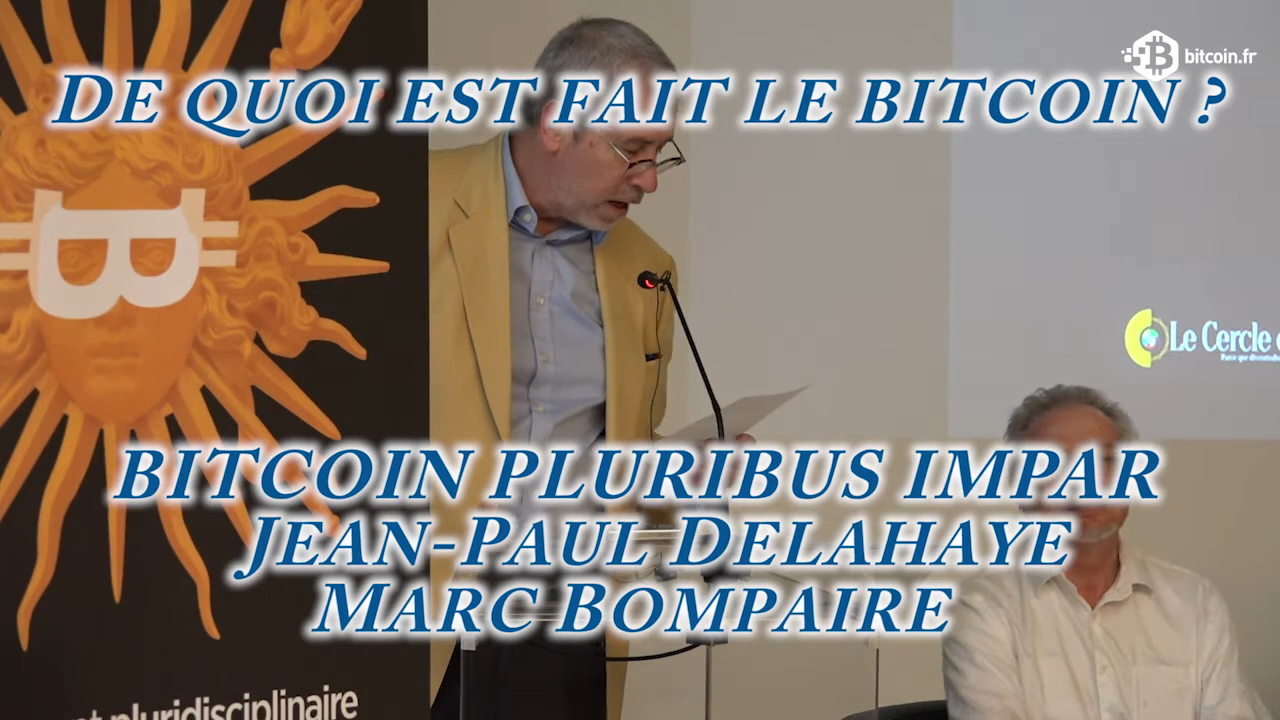 bitcoin.fr
DE QUOI EST FAIT LE BITCOIN ?
Le Cercle
BITCOIN PLURIBUS IMPAR
JEAN-PAUL DELAHAYE
MARC BOMPAIRE
pluridisciplinaire